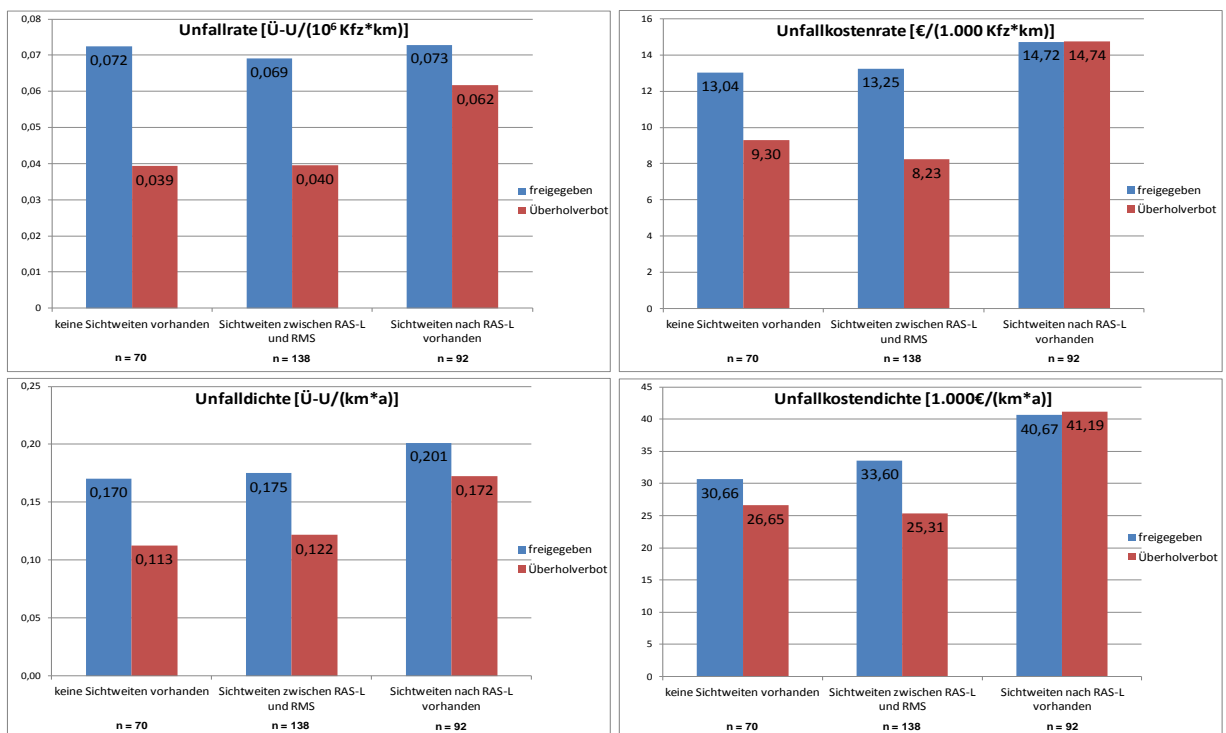 Unfallrate [Ü-U/(10⁶ Kfz*km)]
0,08
0,07
0,06
0,05
0,04
0,03
0,02
0,01
0
0,072
0,039
0,069
0,040
0,073
0,062
freigegeben
Überholverbot
keine Sichtweiten vorhanden
Sichtweiten zwischen RAS-L
und RMS
Sichtweiten nach RAS-L
vorhanden
n = 70
n = 138
n = 92
Unfallkostenrate [€/(1.000 Kfz*km)]
16
14
12
10
8
6
4
2
0
13,04
9,30
13,25
8,23
14,72
14,74
freigegeben
Überholverbot
keine Sichtweiten vorhanden
Sichtweiten zwischen RAS-L
und RMS
Sichtweiten nach RAS-L
vorhanden
n = 70
n = 138
n = 92
Unfalldichte [Ü-U/(km*a)]
0,25
0,20
0,15
0,10
0,05
0,00
0,170
0,113
0,175
0,122
0,201
0,172
freigegeben
Überholverbot
keine Sichtweiten vorhanden
Sichtweiten zwischen RAS-L
und RMS
Sichtweiten nach RAS-L
vorhanden
n = 70
n = 138
n = 92
Unfallkostendichte [1.000€/(km*a)]
45
40
35
30
25
20
15
10
5
0
30,66
26,65
33,60
25,31
40,67
41,19
freigegeben
Überholverbot
keine Sichtweiten vorhanden
Sichtweiten zwischen RAS-L
und RMS
Sichtweiten nach RAS-L
vorhanden
n = 70
n = 138
n = 92